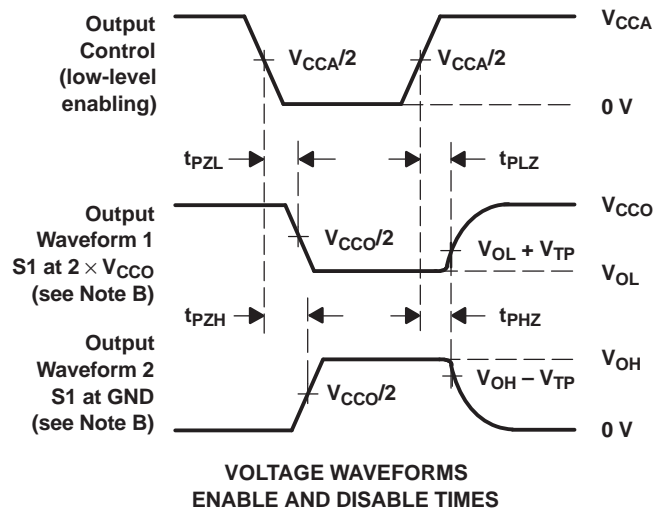 Output
Control
(low-level
enabling)
VCCA/2
VCCA/2
VCCA
0 V
tPZL
tPLZ
Output
Waveform 1
S1 at 2 × VCCO
(see Note B)
VCCO/2
VCCO
VOL + VTP
VOL
tPZH
tPHZ
Output
Waveform 2
S1 at GND
(see Note B)
VCCO/2
VOH
VOH − VTP
0 V
VOLTAGE WAVEFORMS
ENABLE AND DISABLE TIMES